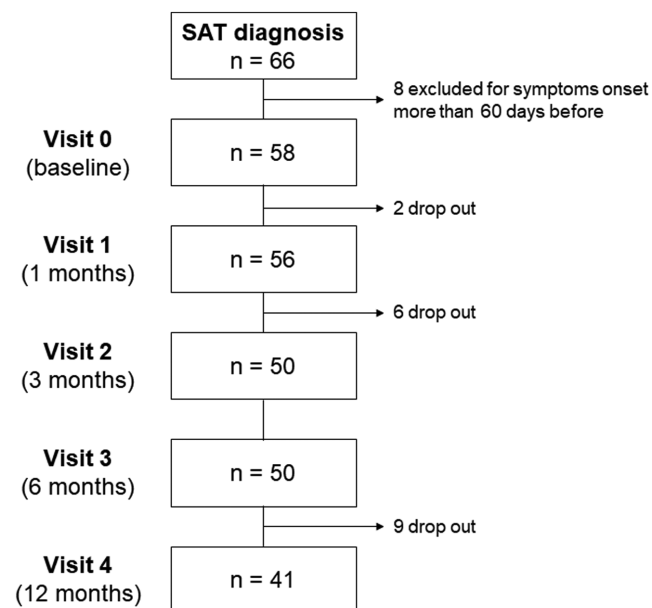 SAT diagnosis
n = 66
8 excluded for symptoms onset
more than 60 days before
Visit 0
(baseline)
n = 58
2 drop out
Visit 1
(1 months)
n = 56
6 drop out
Visit 2
(3 months)
n = 50
Visit 3
(6 months)
n = 50
9 drop out
Visit 4
(12 months)
n = 41